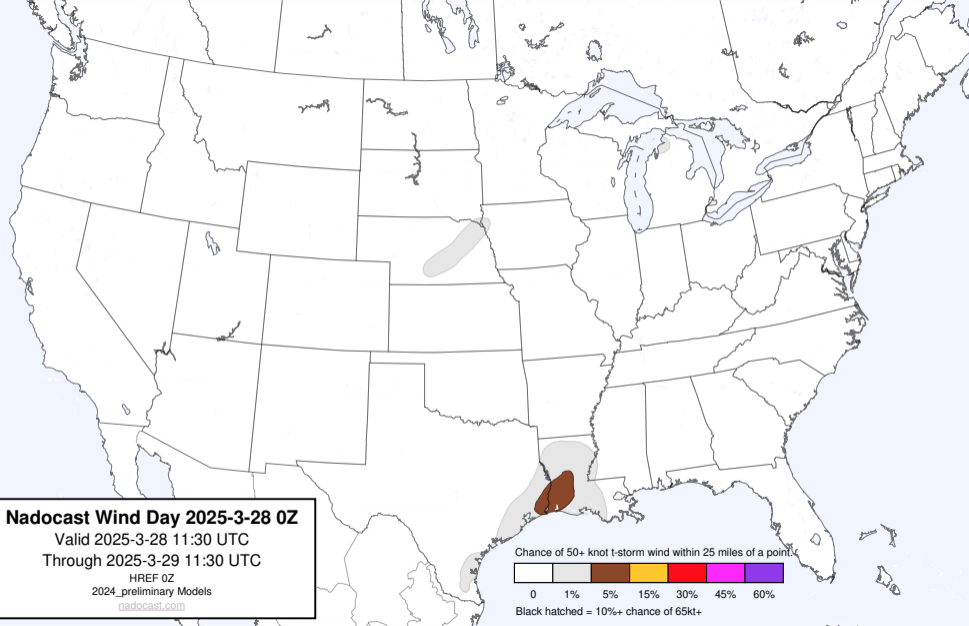 Nadocast Wind Day 2025-3-28 0Z
Valid 2025-3-28 11:30 UTC
Through 2025-3-29 11:30 UTC
HREF 0Z
2024_preliminary Models
nadocast.com
Chance of 50+ knot t-storm wind within 25 miles of a point.
0 1% 5% 15% 30% 45% 60%
Black hatched = 10%+ chance of 65kt+